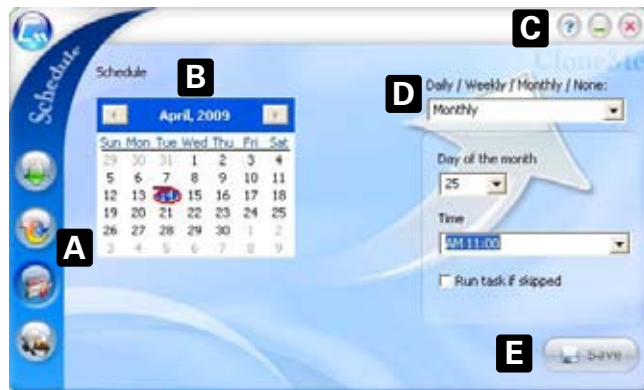 C
?
CloneMe
Schedule
Schedule
B
D
Daily / Weekly / Monthly / None:
Monthly
April, 2009
Sun Mon Tue Wed Thu Fri Sat
29 30 31 1 2 3 4
5 6 7 8 9 10 11
12 13 14 15 16 17 18
19 20 21 22 23 24 25
26 27 28 29 30 1 2
3 4 5 6 7 8 9
Day of the month
25
Time
AM 11:00
A
Run task if skipped
E
Save